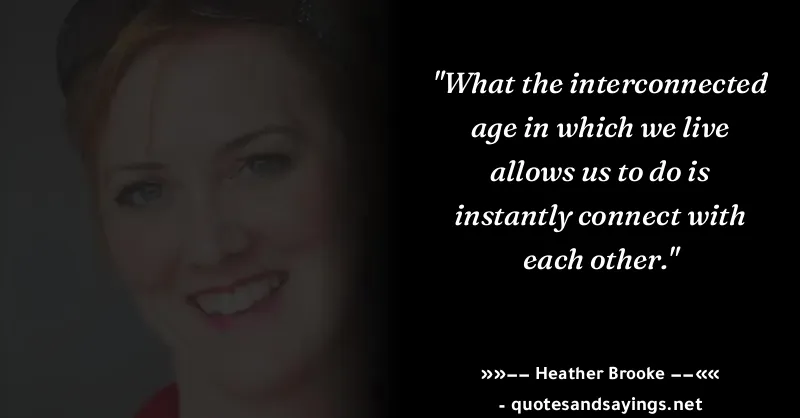 "What the interconnected
age in which we live
allows us to do is
instantly connect with
each other."
»»−− Heather Brooke −−««
- quotesandsayings.net